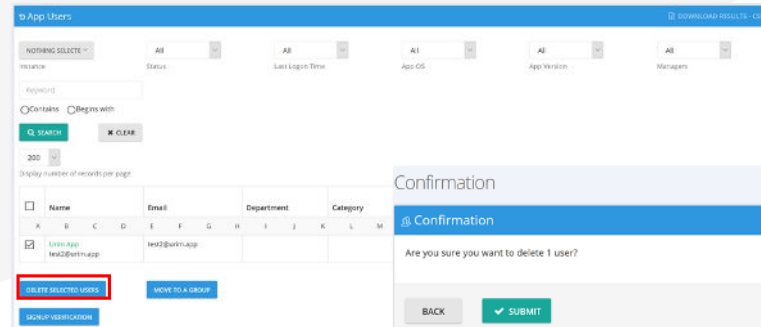 App Users
DOWNLOAD RESULTS - CS
NOTHING SELECTE
All
All
All
All
All
Instance
Status
Last Logon Time
App-OS
App Version
Managers
Keyword
Contains
Begins with
SEARCH
CLEAR
200
Display number of records per page
Name
Email
Department
Category
A B C D E F G H I J K L M
Urim App
test2@urim.app
test2@urim.app
DELETE SELECTED USERS
MOVE TO A GROUP
SIGNUP VERIFICATION
Confirmation
Confirmation
Are you sure you want to delete 1 user?
BACK
SUBMIT